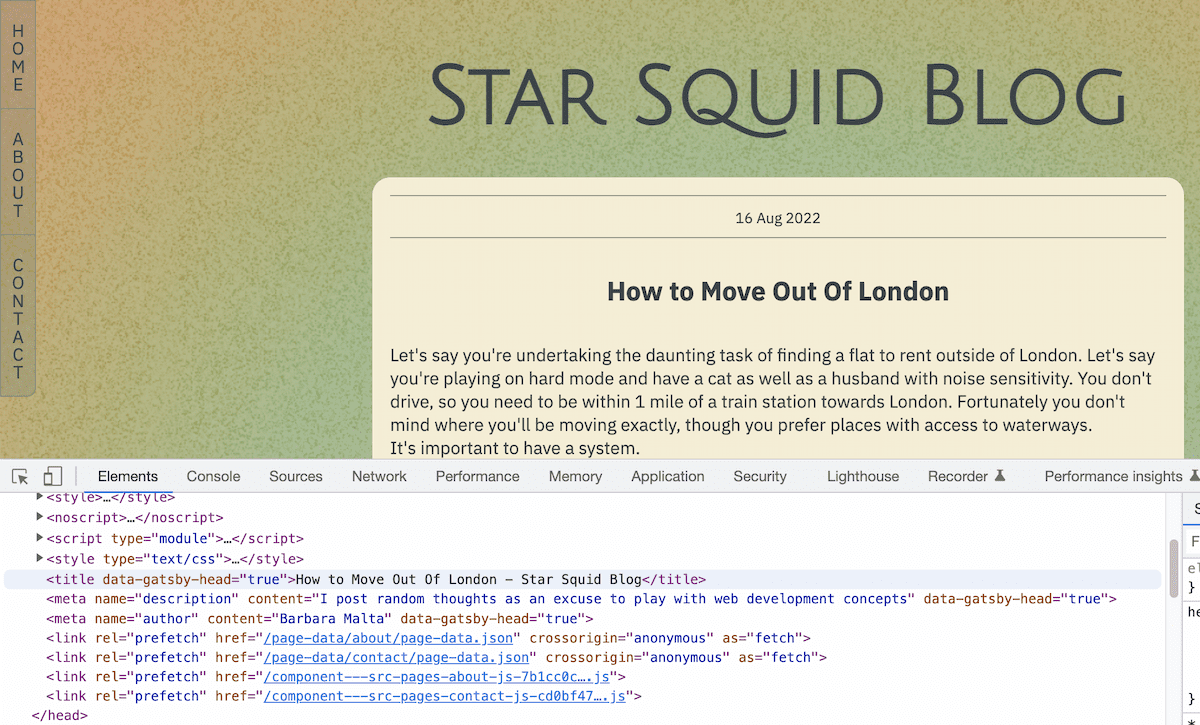 HOME
ABOUT
CONTACT
STAR SQUID BLOG
16 Aug 2022
How to Move Out Of London
Let's say you're undertaking the daunting task of finding a flat to rent outside of London. Let's say
you're playing on hard mode and have a cat as well as a husband with noise sensitivity. You don't
drive, so you need to be within 1 mile of a train station towards London. Fortunately you don't
mind where you'll be moving exactly, though you prefer places with access to waterways.
It's important to have a system.
Elements Console Sources Network Performance Memory Application Security Lighthouse Recorder Performance insights
<style>…</style>
<noscript>…</noscript>
<script type="module">…</script>
<style type="text/css">…</style>
<title data-gatsby-head="true">How to Move Out Of London – Star Squid Blog</title>
<meta name="description" content="I post random thoughts as an excuse to play with web development concepts" data-gatsby-head="true">
<meta name="author" content="Barbara Malta" data-gatsby-head="true">
<link rel="prefetch" href="/page-data/about/page-data.json" crossorigin="anonymous" as="fetch">
<link rel="prefetch" href="/page-data/contact/page-data.json" crossorigin="anonymous" as="fetch">
<link rel="prefetch" href="/component---src-pages-about-js-7b1cc0c….js">
<link rel="prefetch" href="/component---src-pages-contact-js-cd0bf47….js">
</head>
}
}